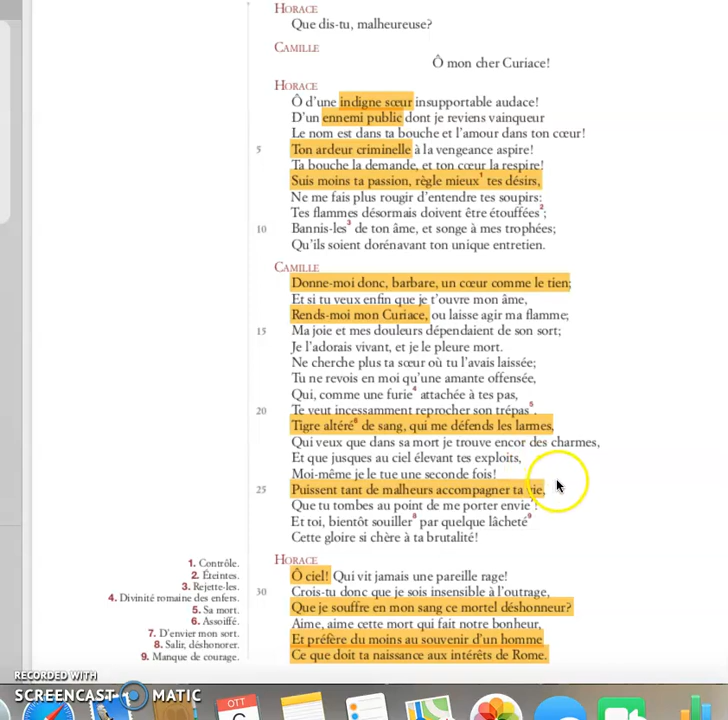 HORACE
Que dis-tu, malheureuse?
CAMILLE
Ô mon cher Curiace!
HORACE
Ô d'une indigne sœur insupportable audace!
D'un ennemi public dont je reviens vainqueur
Le nom est dans ta bouche et l'amour dans ton cœur!
5 Ton ardeur criminelle à la vengeance aspire!
Ta bouche la demande, et ton cœur la respire!
Suis moins ta passion, règle mieux¹ tes désirs,
Ne me fais plus rougir d'entendre tes soupirs:
Tes flammes désormais doivent être étouffées²;
10 Bannis-les³ de ton âme, et songe à mes trophées;
Qu'ils soient dorénavant ton unique entretien.
CAMILLE
Donne-moi donc, barbare, un cœur comme le tien;
Et si tu veux enfin que je t'ouvre mon âme,
Rends-moi mon Curiace, ou laisse agir ma flamme;
15 Ma joie et mes douleurs dépendaient de son sort;
Je l'adorais vivant, et je le pleure mort.
Ne cherche plus ta sœur où tu l'avais laissée;
Tu ne revois en moi qu'une amante offensée,
Qui, comme une furie⁴ attachée à tes pas,
20 Te veut incessamment reprocher son trépas⁵.
Tigre altéré⁶ de sang, qui me défends les larmes,
Qui veux que dans sa mort je trouve encor des charmes,
Et que jusques au ciel élevant tes exploits,
Moi-même je le tue une seconde fois!
25 Puissent tant de malheurs accompagner ta vie,
Que tu tombes au point de me porter envie⁷!
Et toi, bientôt souiller⁸ par quelque lâcheté⁹
Cette gloire si chère à ta brutalité!
HORACE
Ô ciel! Qui vit jamais une pareille rage!
30 Crois-tu donc que je sois insensible à l'outrage,
Que je souffre en mon sang ce mortel déshonneur?
Aime, aime cette mort qui fait notre bonheur,
Et préfère du moins au souvenir d'un homme
Ce que doit ta naissance aux intérêts de Rome.
1. Contrôle.
2. Éteintes.
3. Rejette-les.
4. Divinité romaine des enfers.
5. Sa mort.
6. Assoiffé.
7. D'envier mon sort.
8. Salir, déshonorer.
9. Manque de courage.
RECORDED WITH
SCREENCAST MATIC
OTT